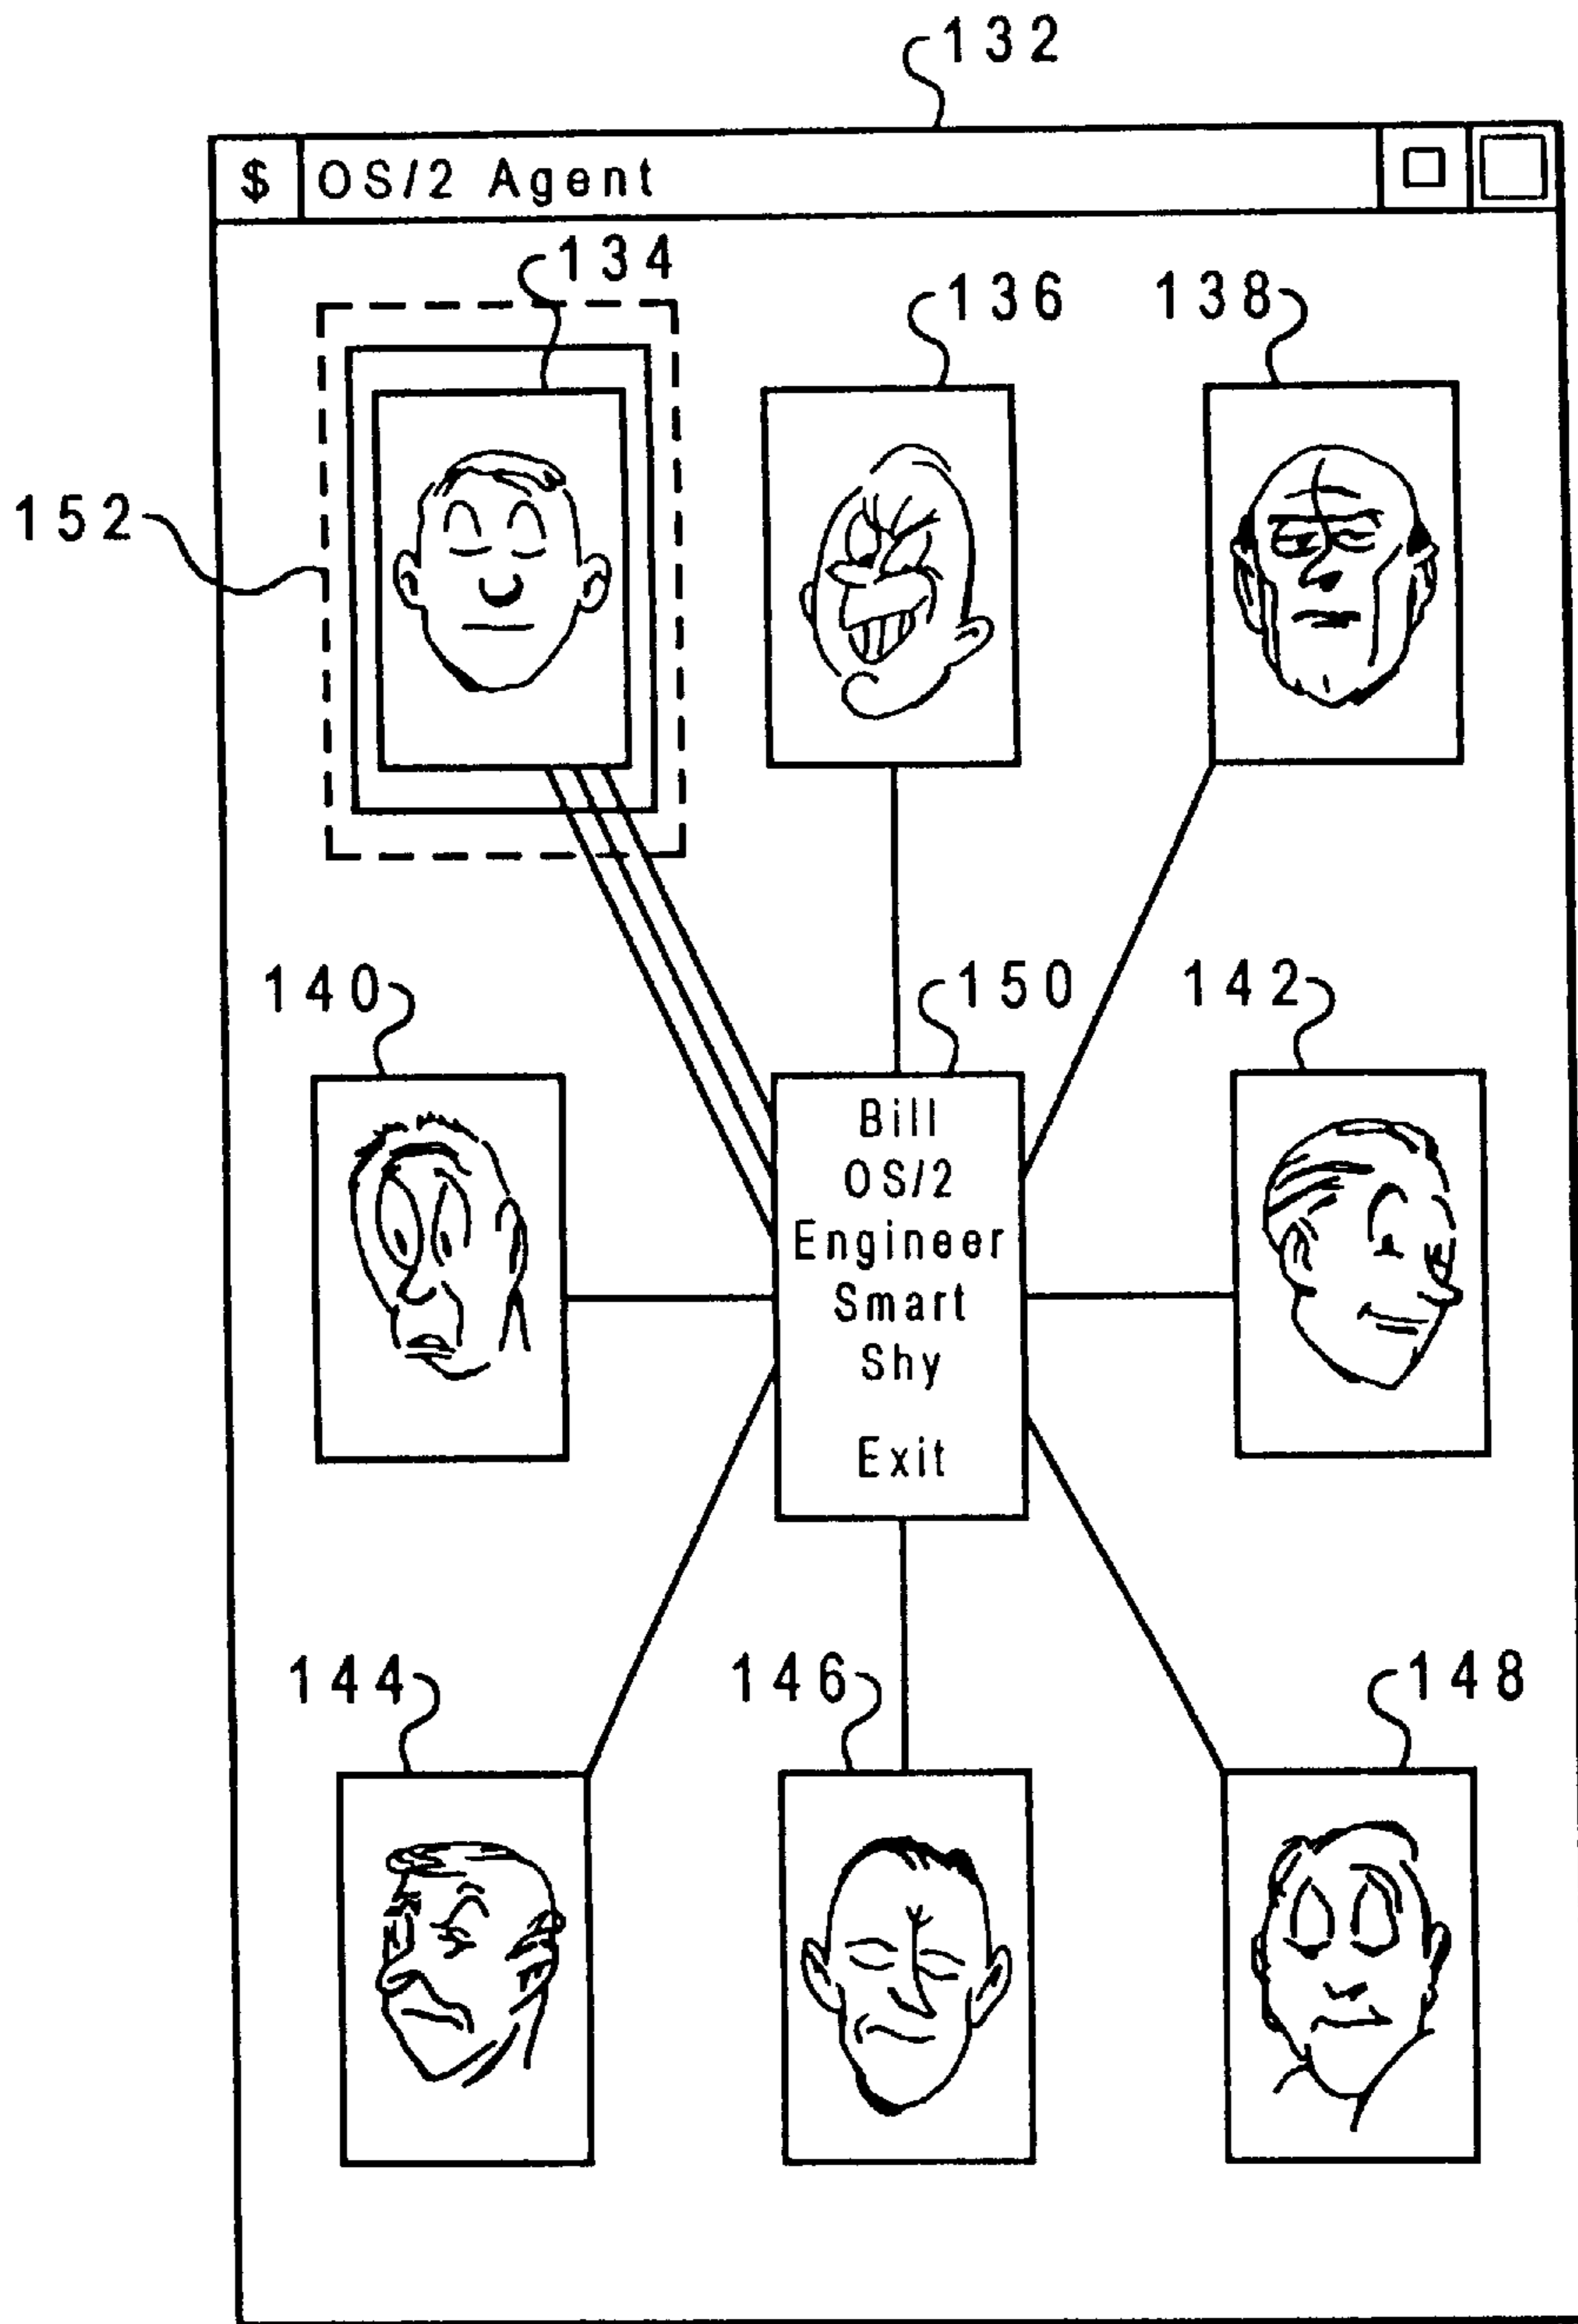 132
$ OS/2 Agent
134
136 138
152
140 150 142
Bill
OS/2
Engineer
Smart
Shy
Exit
144 146 148